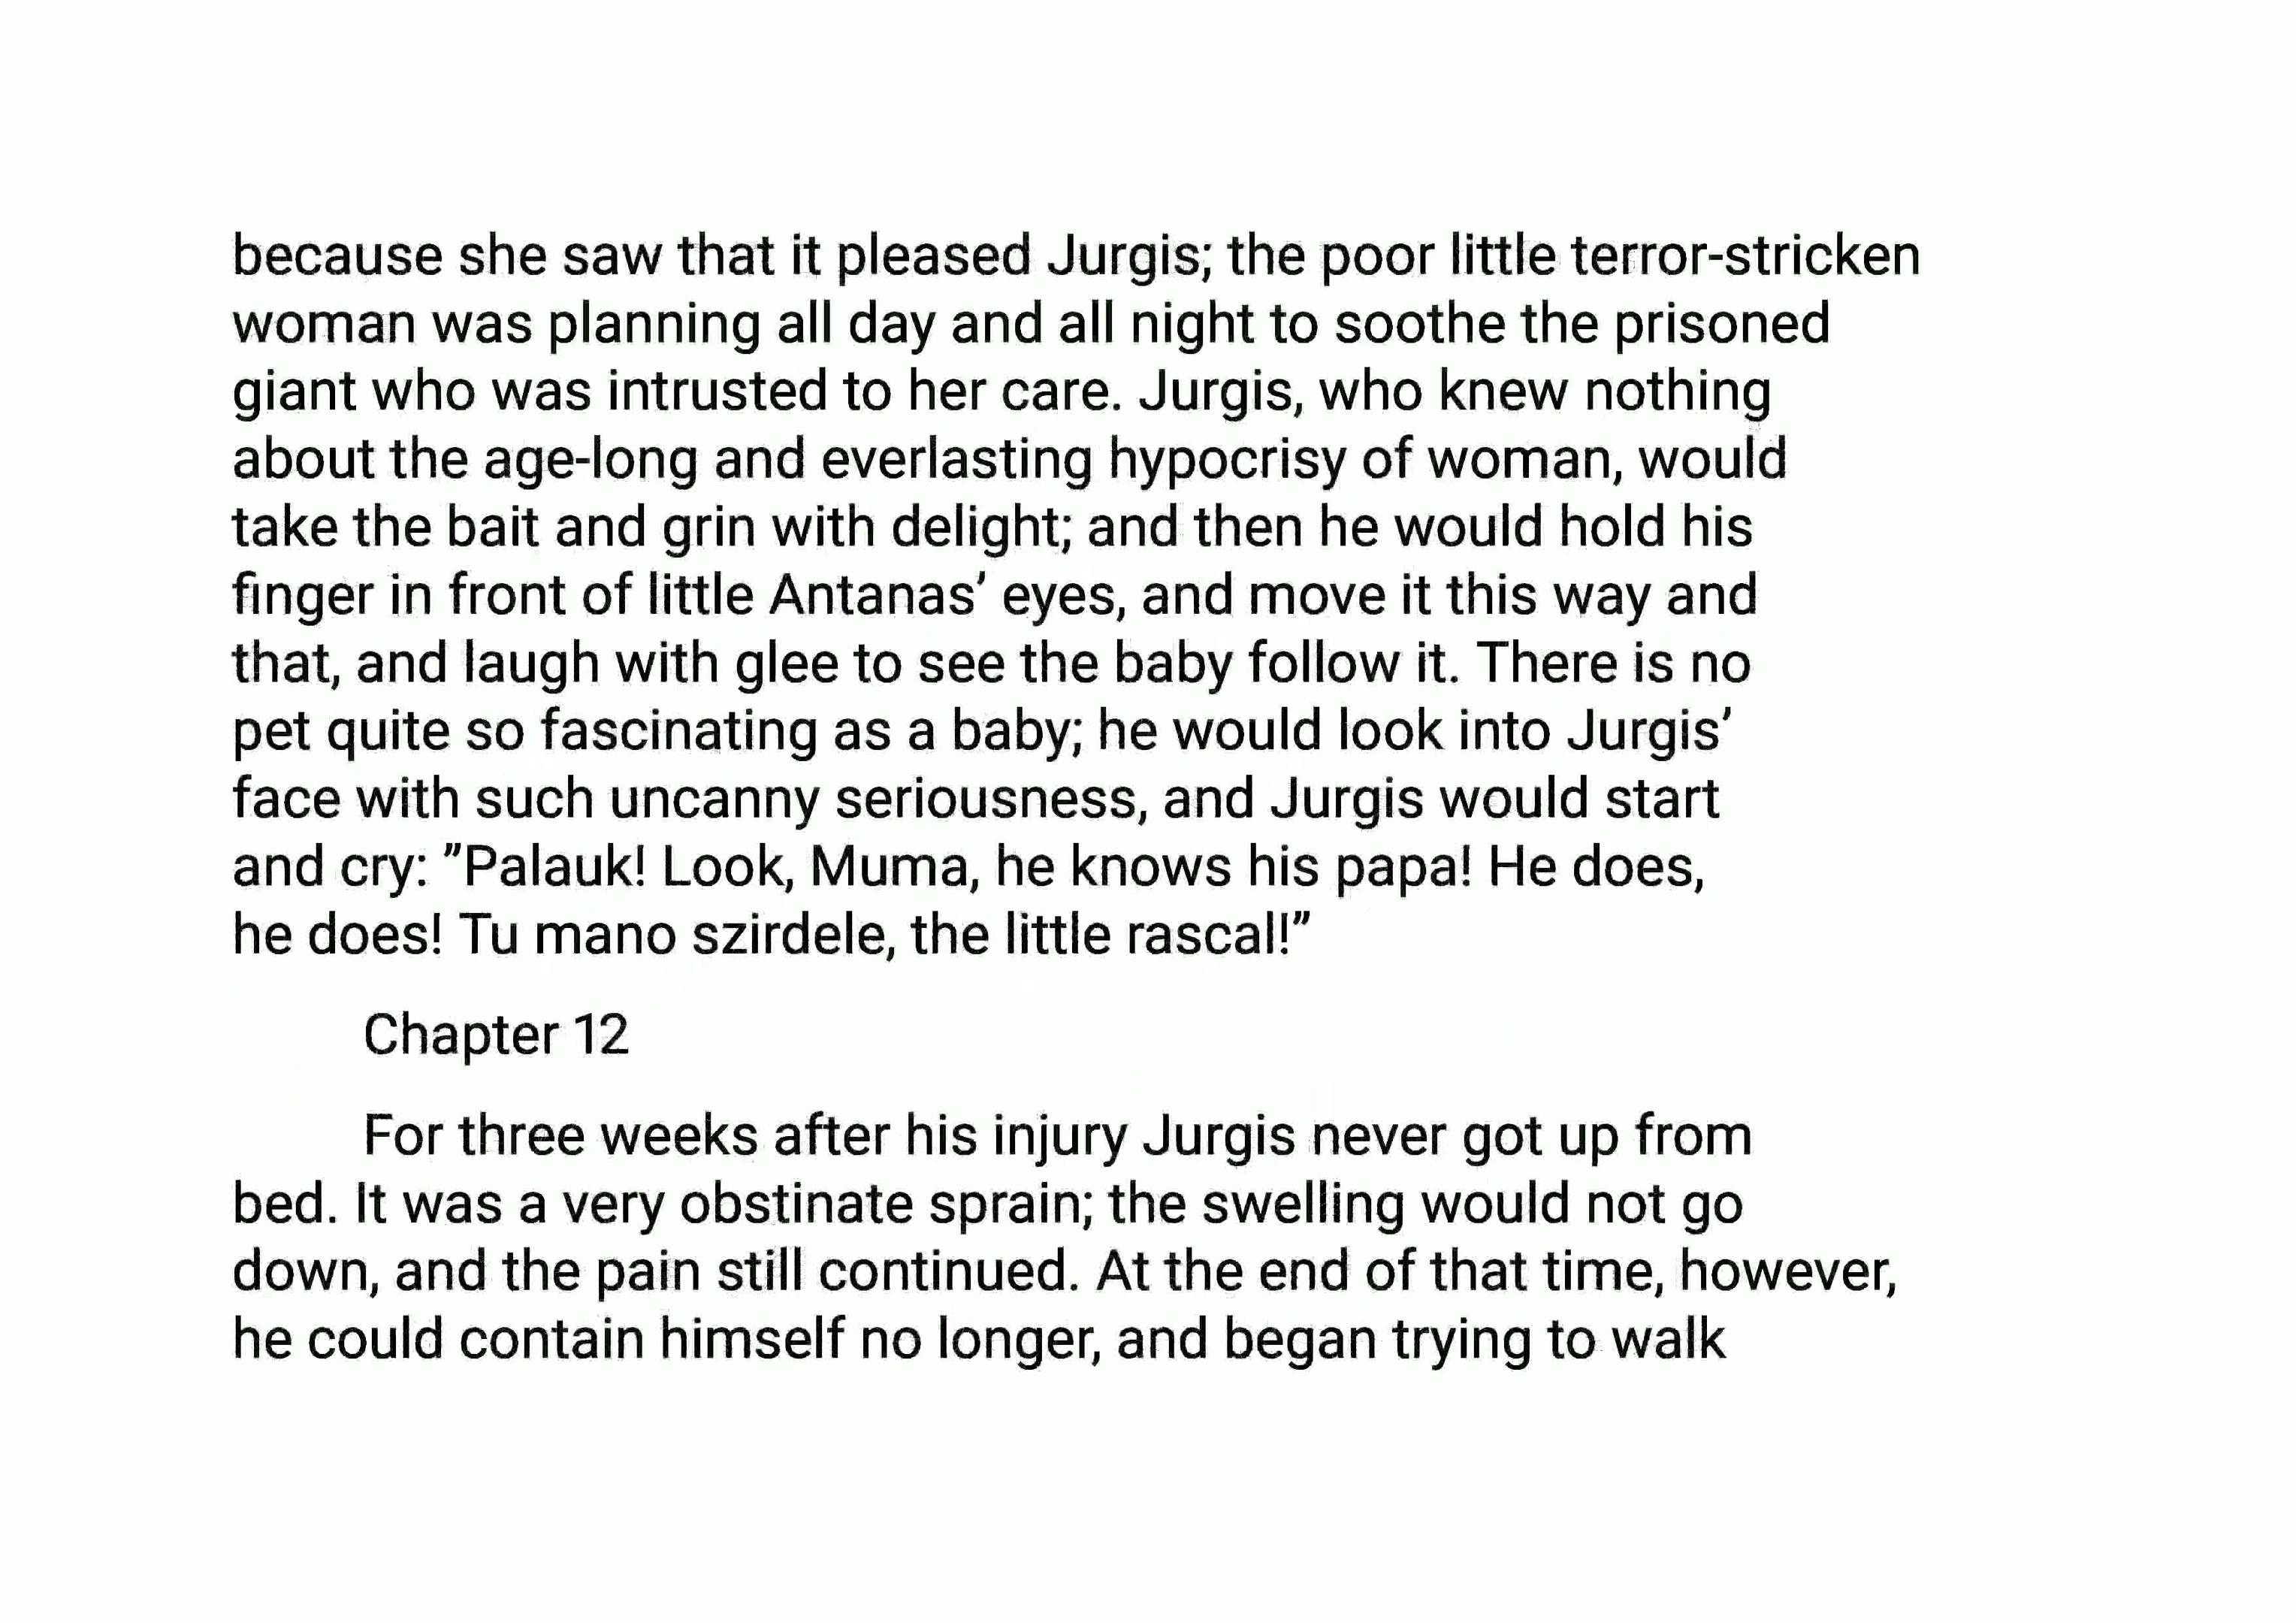 because she saw that it pleased Jurgis; the poor little terror-stricken
woman was planning all day and all night to soothe the prisoned
giant who was intrusted to her care. Jurgis, who knew nothing
about the age-long and everlasting hypocrisy of woman, would
take the bait and grin with delight; and then he would hold his
finger in front of little Antanas’ eyes, and move it this way and
that, and laugh with glee to see the baby follow it. There is no
pet quite so fascinating as a baby; he would look into Jurgis’
face with such uncanny seriousness, and Jurgis would start
and cry: ”Palauk! Look, Muma, he knows his papa! He does,
he does! Tu mano szirdele, the little rascal!”
Chapter 12
For three weeks after his injury Jurgis never got up from
bed. It was a very obstinate sprain; the swelling would not go
down, and the pain still continued. At the end of that time, however,
he could contain himself no longer, and began trying to walk